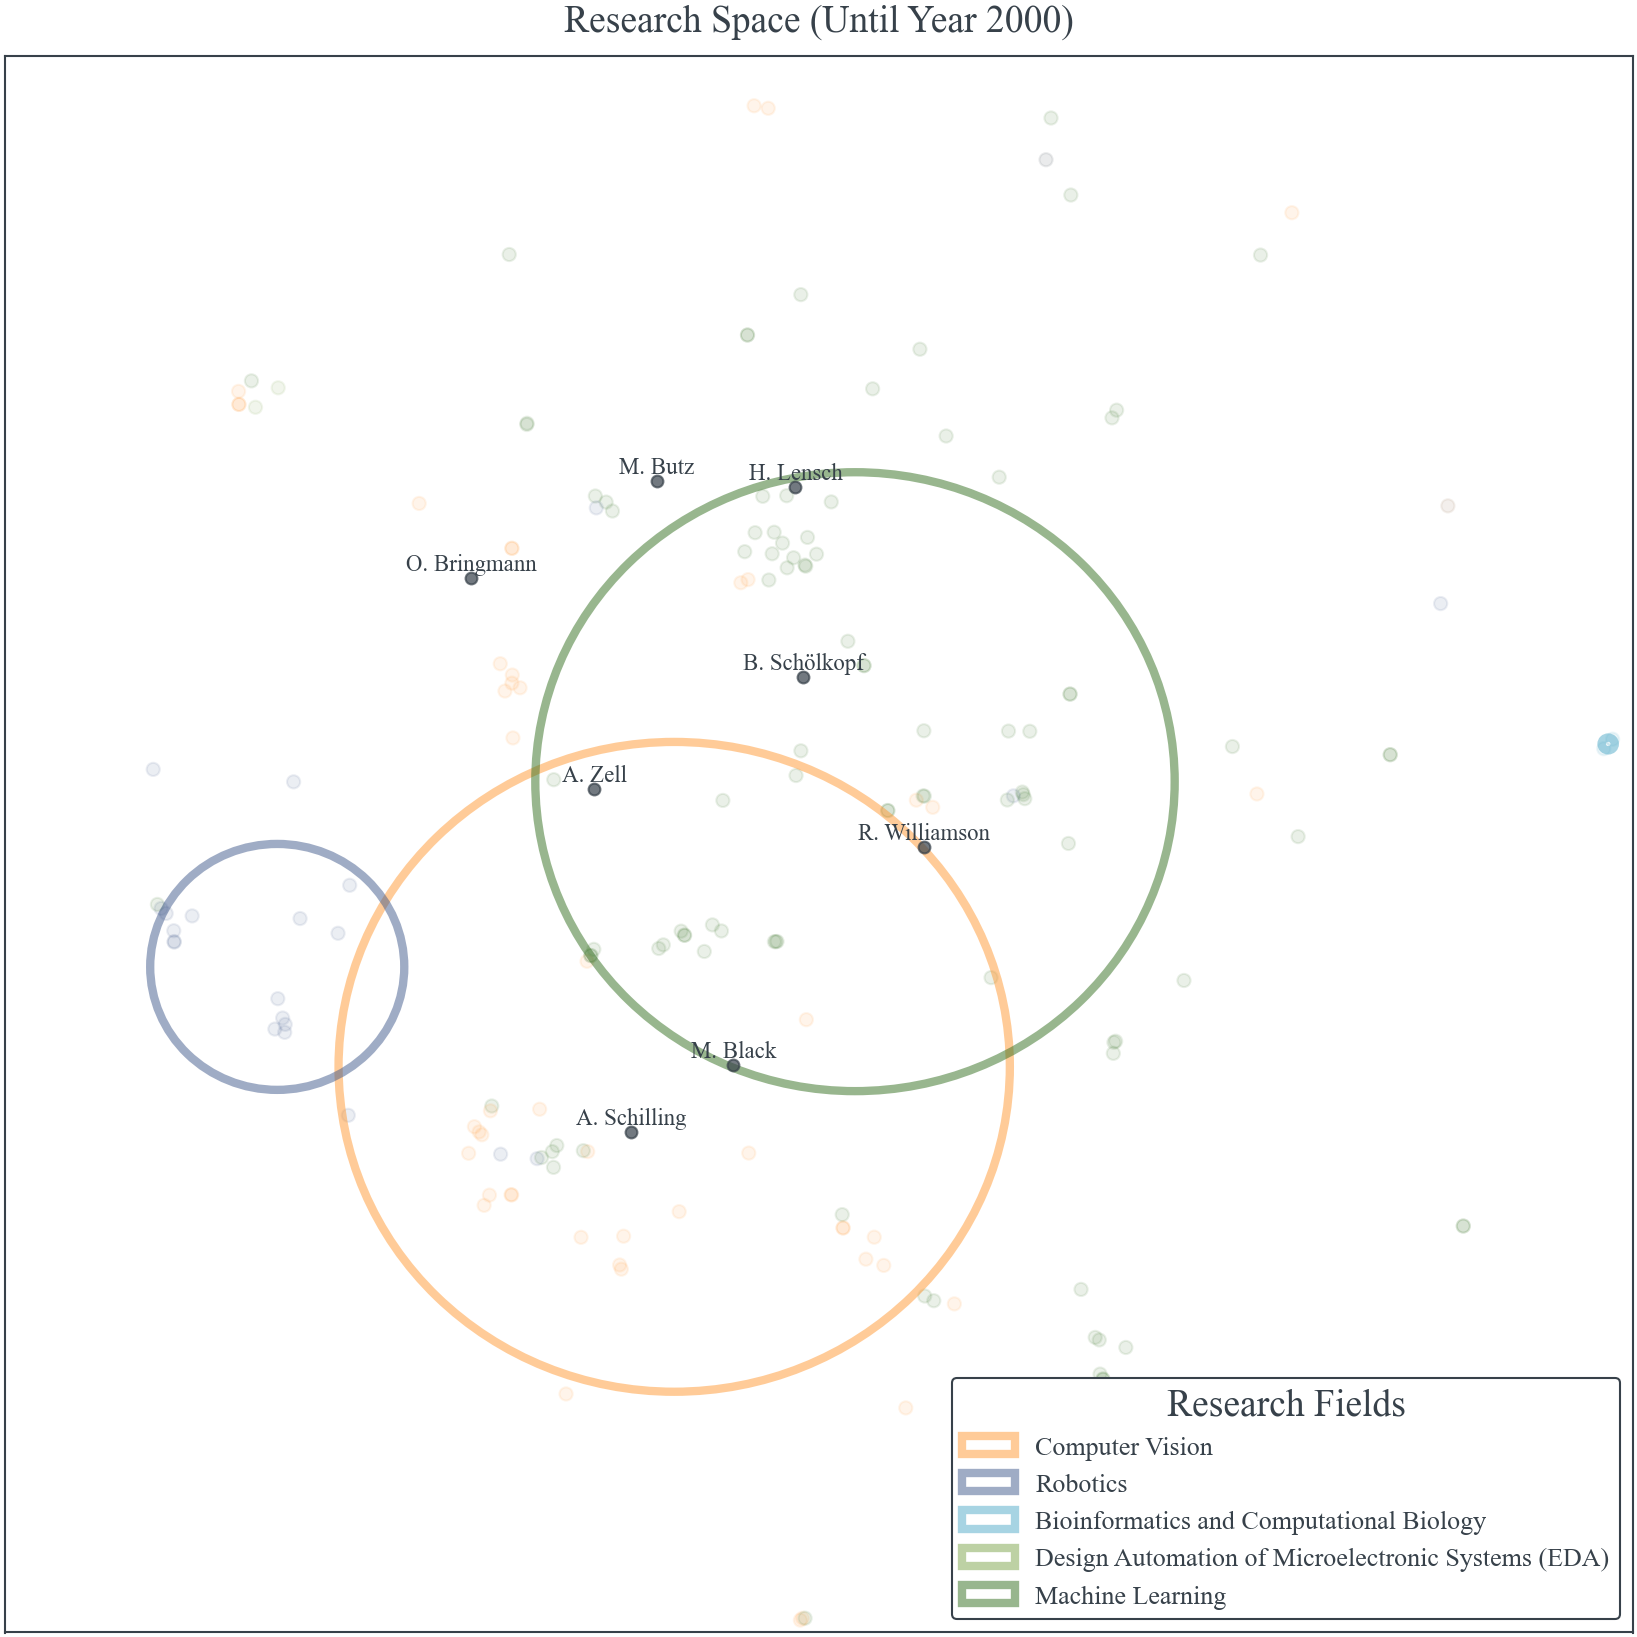 Research Space (Until Year 2000)
M. Butz
H. Lensch
O. Bringmann
B. Schölkopf
A. Zell
R. Williamson
M. Black
A. Schilling
Research Fields
Computer Vision
Robotics
Bioinformatics and Computational Biology
Design Automation of Microelectronic Systems (EDA)
Machine Learning